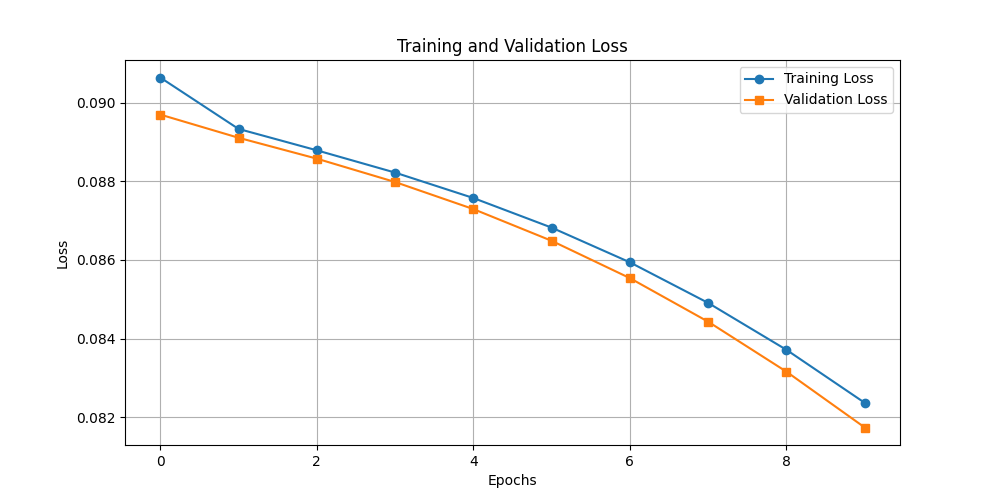 Training and Validation Loss
Training Loss
Validation Loss
0.090
0.088
0.086
0.084
0.082
Loss
0 2 4 6 8
Epochs